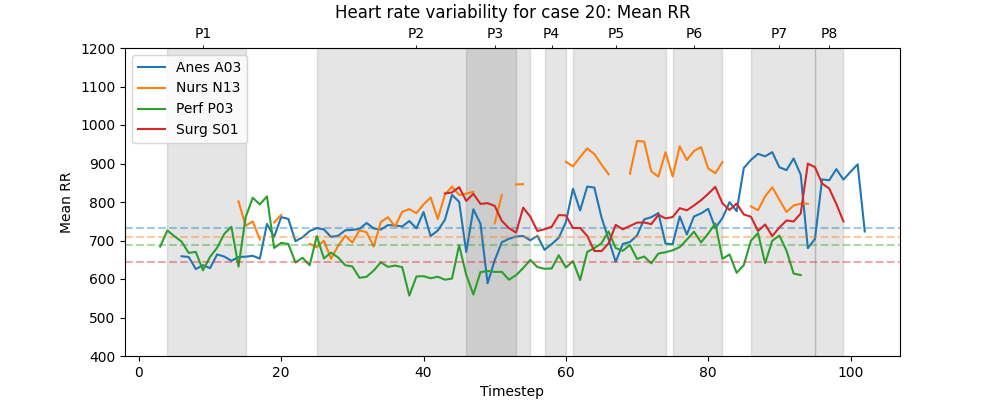 Heart rate variability for case 20: Mean RR
P1 P2 P3 P4 P5 P6 P7 P8
1200
1100
1000
900
800
700
600
500
400
Mean RR
Anes A03
Nurs N13
Perf P03
Surg S01
0 20 40 60 80 100
Timestep